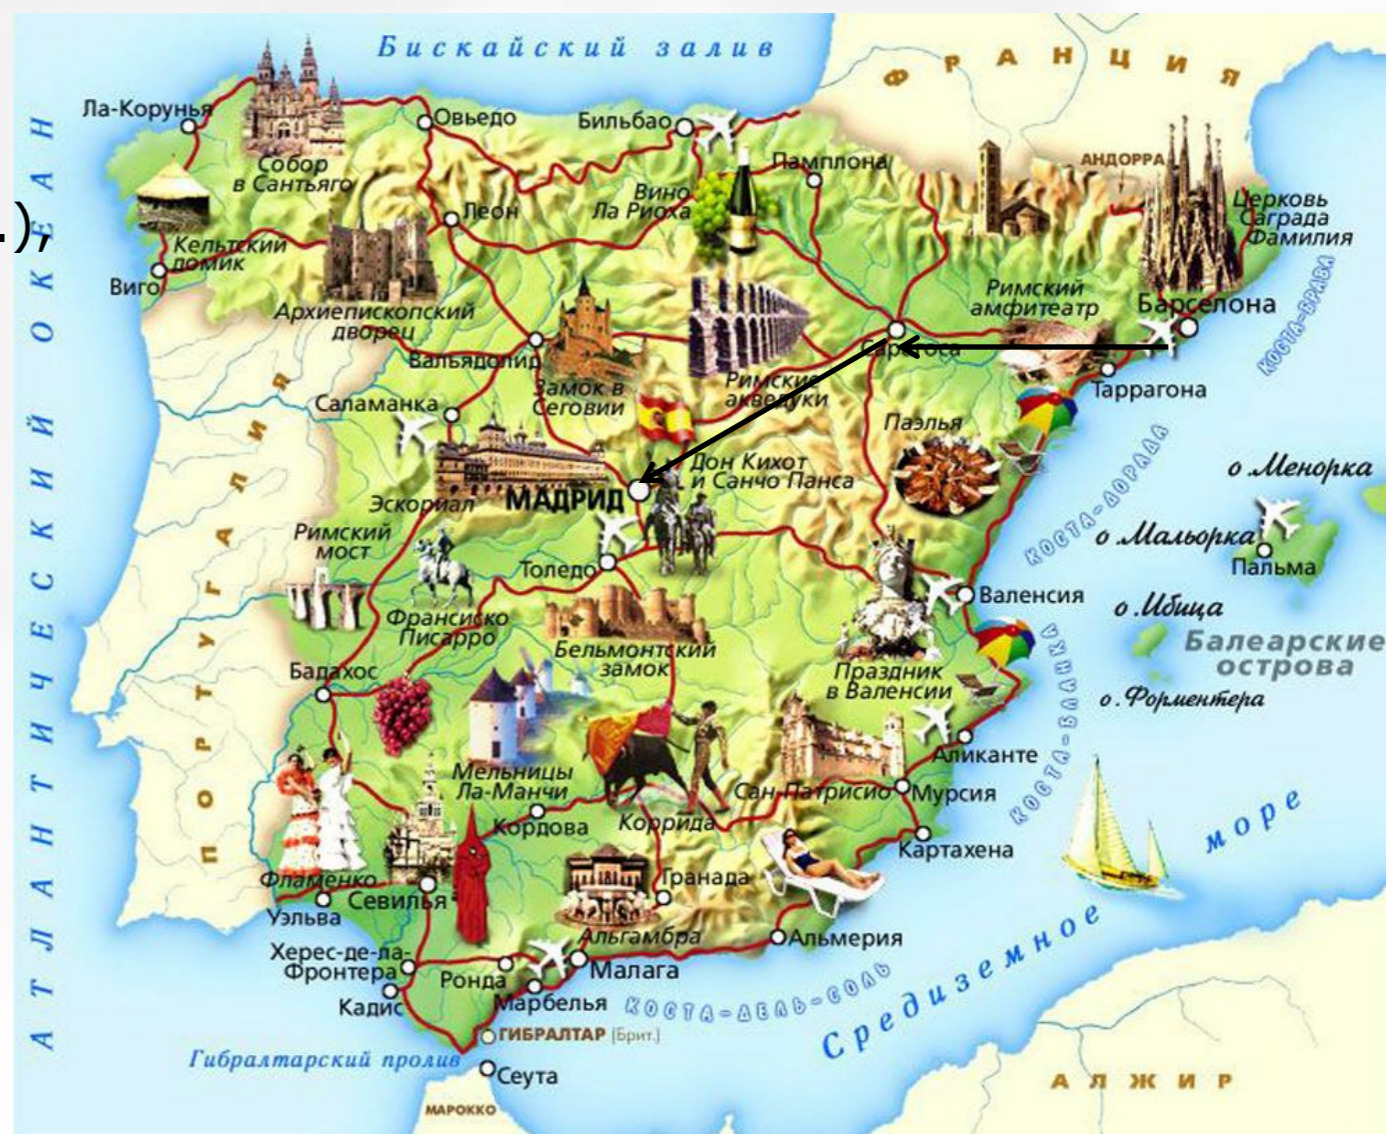 Бискайский залив
ФРАНЦИЯ
Ла-Корунья
Овьедо
Бильбао
АТЛАНТИЧЕСКИЙ ОКЕАН
Собор
в Сантьяго
Памплона
АНДОРРА
Вино
Ла Риоха
Леон
Церковь
Саграда
Фамилия
.),
Кельтский
домик
Виго
Архиепископский
дворец
Римский
амфитеатр
Барселона
КОСТА-БРАВА
Вальядолид
Сарагоса
Замок в
Сеговии
Римские
акведуки
Таррагона
Саламанка
Паэлья
КОСТА-ДОРАДА
Дон Кихот
и Санчо Панса
о.Менорка
Эскориал
МАДРИД
Римский
мост
о.Мальорка
Пальма
ПОРТУГАЛИЯ
Толедо
Валенсия
о.Ибица
Франсиско
Писарро
Бельмонтский
замок
Балеарские
острова
Бадахос
Праздник
в Валенсии
о.Форментера
КОСТА-БЛАНКА
Аликанте
Мельницы
Ла-Манчи
Сан-Патрисио
Мурсия
Кордова
Коррида
Картахена
Средиземное море
Фламенко
Севилья
Гранада
Уэльва
Альгамбра
Альмерия
Херес-де-ла-
Фронтера
Ронда
Малага
Кадис
Марбелья
КОСТА-ДЕЛЬ-СОЛЬ
ГИБРАЛТАР (Брит.)
Гибралтарский пролив
Сеута
АЛЖИР
МАРОККО